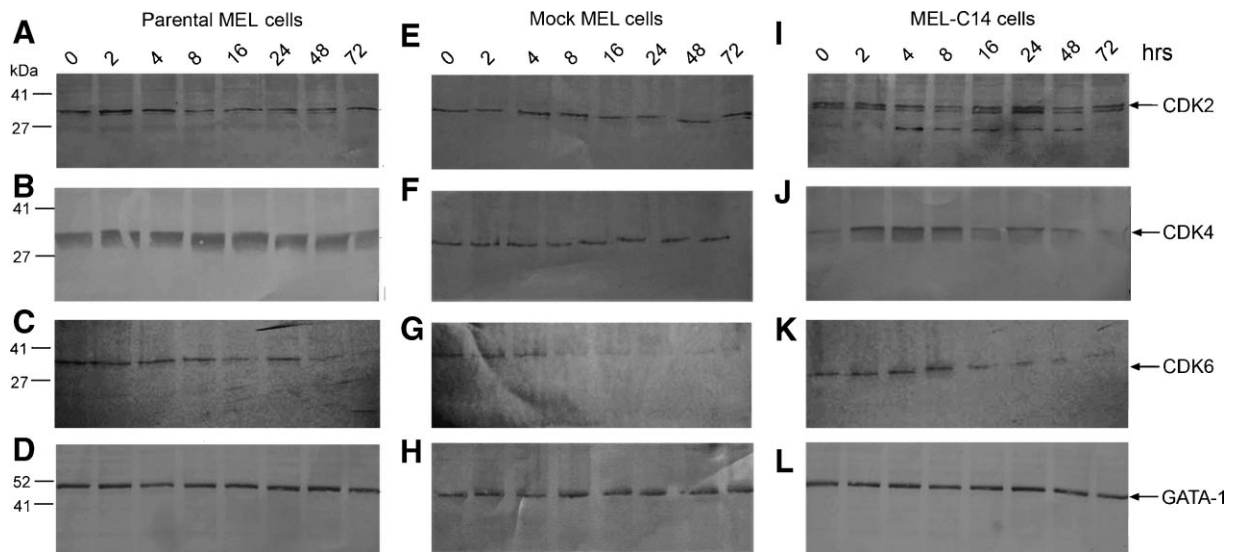 Parental MEL cells
Mock MEL cells
MEL-C14 cells
A
0 2 4 8 16 24 48 72
E
0 2 4 8 16 24 48 72
I
0 2 4 8 16 24 48 72 hrs
kDa
41
27
CDK2
B
41
27
F
J
CDK4
C
41
27
G
K
CDK6
D
52
41
H
L
GATA-1